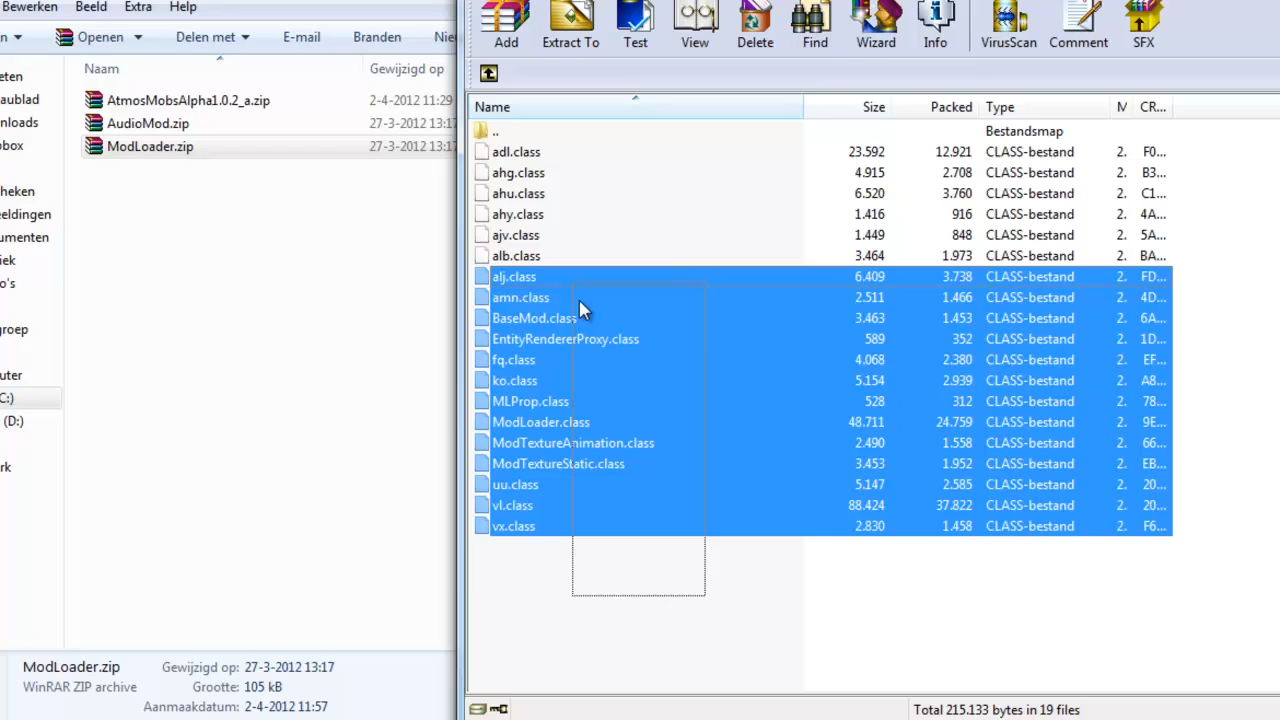 Bewerken Beeld Extra Help
Openen Delen met E-mail Branden
Naam Gewijzigd op
AtmosMobsAlpha1.0.2_a.zip 2-4-2012 11:29
AudioMod.zip 27-3-2012 13:17
ModLoader.zip 27-3-2012 13:17
eten
aublad
nloads
box
heken
eeldingen
umenten
iek
o's
groep
uter
C:)
(D:)
rk
ModLoader.zip Gewijzigd op: 27-3-2012 13:17
WinRAR ZIP archive Grootte: 105 kB
Aanmaakdatum: 2-4-2012 11:57
Add Extract To Test View Delete Find Wizard Info VirusScan Comment SFX
Name Size Packed Type M CR...
.. Bestandsmap
adl.class 23.592 12.921 CLASS-bestand 2. F0...
ahg.class 4.915 2.708 CLASS-bestand 2. B3...
ahu.class 6.520 3.760 CLASS-bestand 2. C1...
ahy.class 1.416 916 CLASS-bestand 2. 4A...
ajv.class 1.449 848 CLASS-bestand 2. 5A...
alb.class 3.464 1.973 CLASS-bestand 2. BA...
alj.class 6.409 3.738 CLASS-bestand 2. FD...
amn.class 2.511 1.466 CLASS-bestand 2. 4D...
BaseMod.class 3.463 1.453 CLASS-bestand 2. 6A...
EntityRendererProxy.class 589 352 CLASS-bestand 2. 1D...
fq.class 4.068 2.380 CLASS-bestand 2. EF...
ko.class 5.154 2.939 CLASS-bestand 2. A8...
MLProp.class 528 312 CLASS-bestand 2. 78...
ModLoader.class 48.711 24.759 CLASS-bestand 2. 9E...
ModTextureAnimation.class 2.490 1.558 CLASS-bestand 2. 66...
ModTextureStatic.class 3.453 1.952 CLASS-bestand 2. EB...
uu.class 5.147 2.585 CLASS-bestand 2. 20...
vl.class 88.424 37.822 CLASS-bestand 2. 20...
vx.class 2.830 1.458 CLASS-bestand 2. F6...
Total 215.133 bytes in 19 files